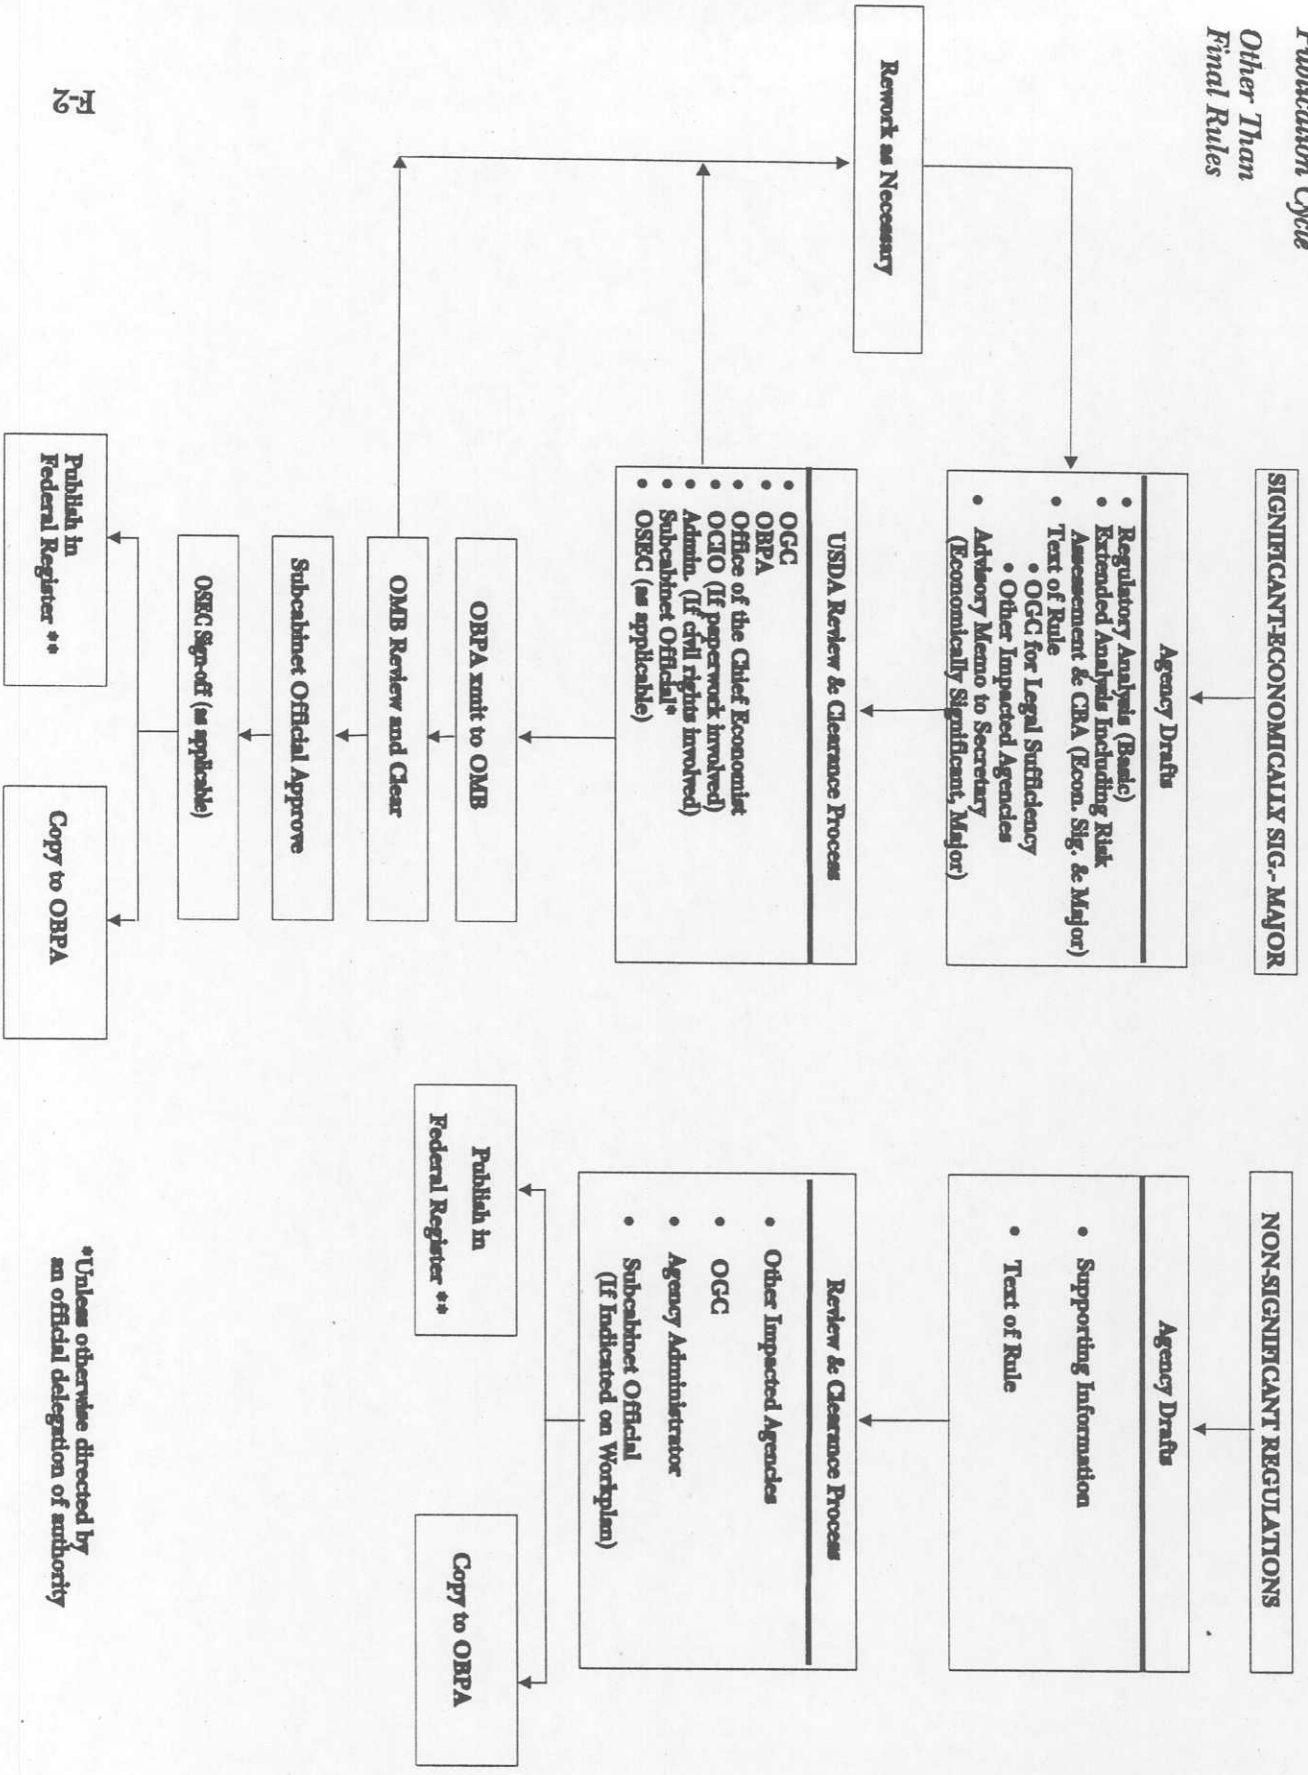 Publication Cycle
Other Than
Final Rules
SIGNIFICANT-ECONOMICALLY SIG.- MAJOR
Agency Drafts
• Regulatory Analysis (Basic)
• Extended Analysis Including Risk
Assessment & CBA (Econ. Sig. & Major)
• Text of Rule
• OGC for Legal Sufficiency
• Other Impacted Agencies
• Advisory Memo to Secretary
(Economically Significant, Major)
Rework as Necessary
USDA Review & Clearance Process
• OGC
• OBPA
• Office of the Chief Economist
• OCIO (If paperwork involved)
• Admin. (If civil rights involved)
• Subcabinet Official*
• OSEC (as applicable)
OBPA xmit to OMB
OMB Review and Clear
Subcabinet Official Approve
OSEC Sign-off (as applicable)
Publish in
Federal Register **
Copy to OBPA
NON-SIGNIFICANT REGULATIONS
Agency Drafts
• Supporting Information
• Text of Rule
Review & Clearance Process
• Other Impacted Agencies
• OGC
• Agency Administrator
• Subcabinet Official
(If Indicated on Workplan)
Publish in
Federal Register **
Copy to OBPA
*Unless otherwise directed by
an official delegation of authority
E-2